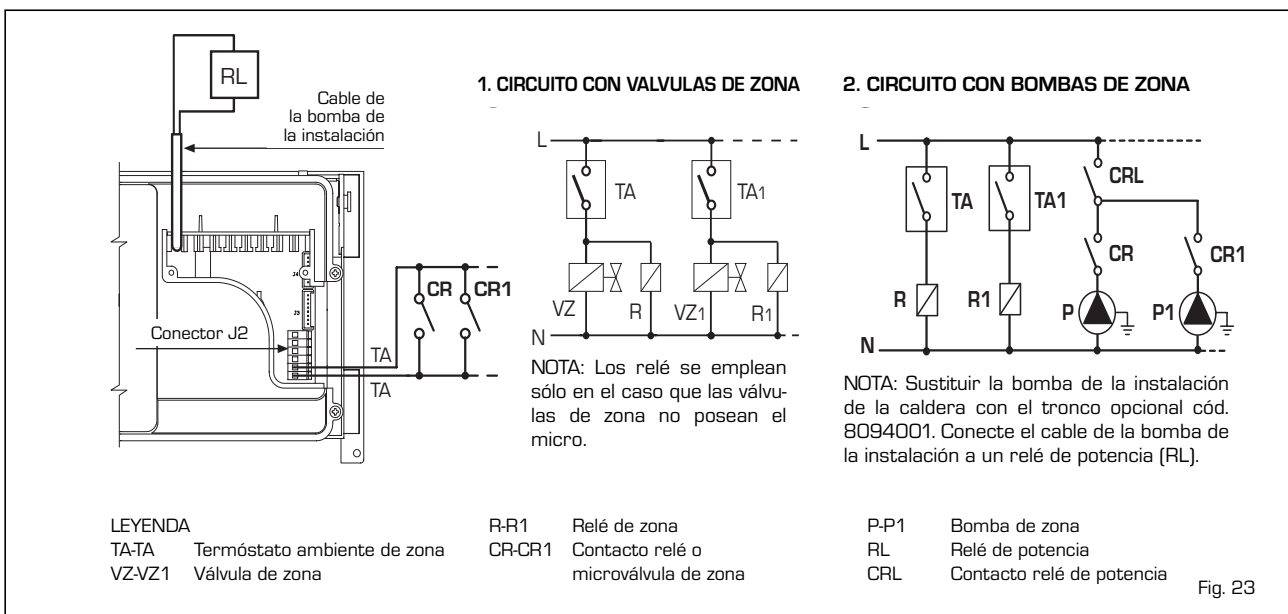 RL
Cable de
la bomba de
la instalación
J4
J3
Conector J2
TA
TA
CR
CR1
1. CIRCUITO CON VALVULAS DE ZONA
L
TA
TA1
VZ
R
VZ1
R1
N
NOTA: Los relé se emplean
sólo en el caso que las válvu-
las de zona no posean el
micro.
2. CIRCUITO CON BOMBAS DE ZONA
L
CRL
TA
TA1
CR
CR1
R
R1
P
P1
N
NOTA: Sustituir la bomba de la instalación
de la caldera con el tronco opcional cód.
8094001. Conecte el cable de la bomba de
la instalación a un relé de potencia (RL).
LEYENDA
TA-TA Termóstato ambiente de zona
VZ-VZ1 Válvula de zona
R-R1 Relé de zona
CR-CR1 Contacto relé o
microválvula de zona
P-P1 Bomba de zona
RL Relé de potencia
CRL Contacto relé de potencia
Fig. 23